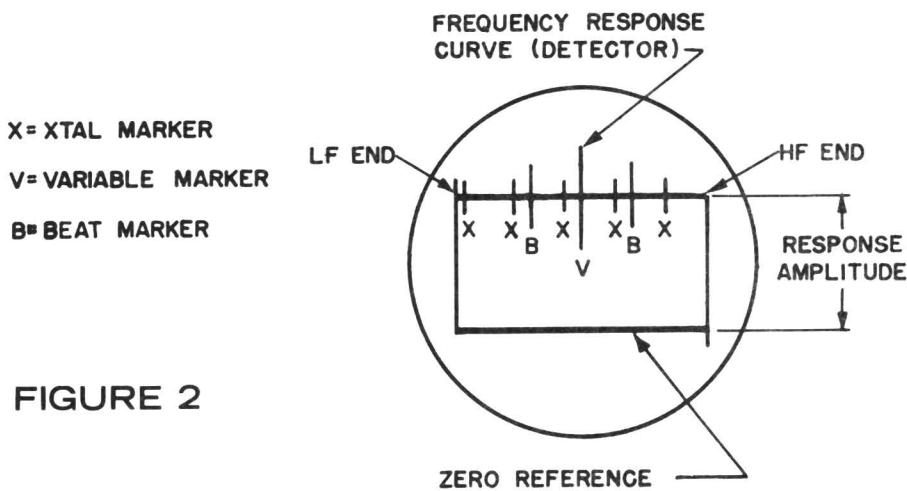 FREQUENCY RESPONSE
CURVE (DETECTOR)
X= XTAL MARKER
V= VARIABLE MARKER
B= BEAT MARKER
LF END
HF END
X X X X X
B B
V
RESPONSE
AMPLITUDE
FIGURE 2
ZERO REFERENCE